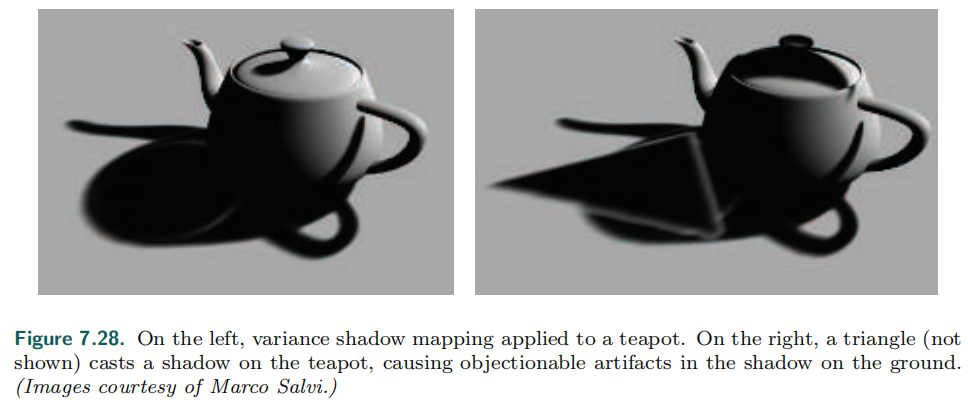 Figure 7.28. On the left, variance shadow mapping applied to a teapot. On the right, a triangle (not
shown) casts a shadow on the teapot, causing objectionable artifacts in the shadow on the ground.
(Images courtesy of Marco Salvi.)